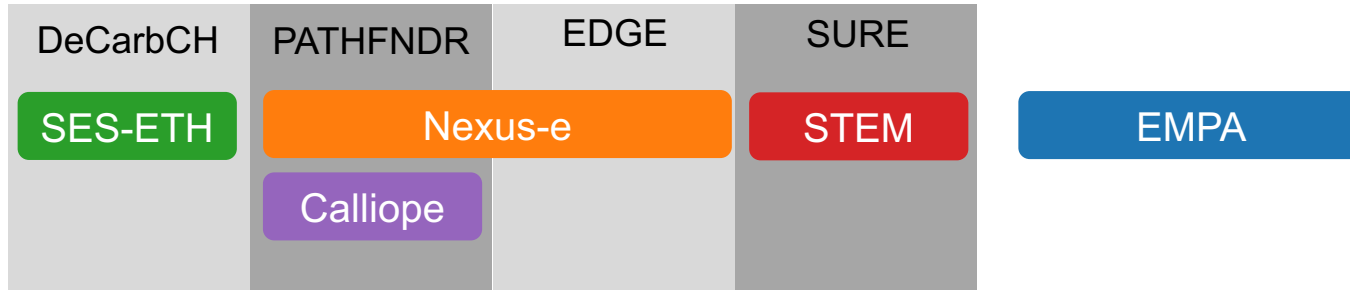 DeCarbCH PATHFNDR EDGE SURE
SES-ETH Nexus-e STEM EMPA
Calliope